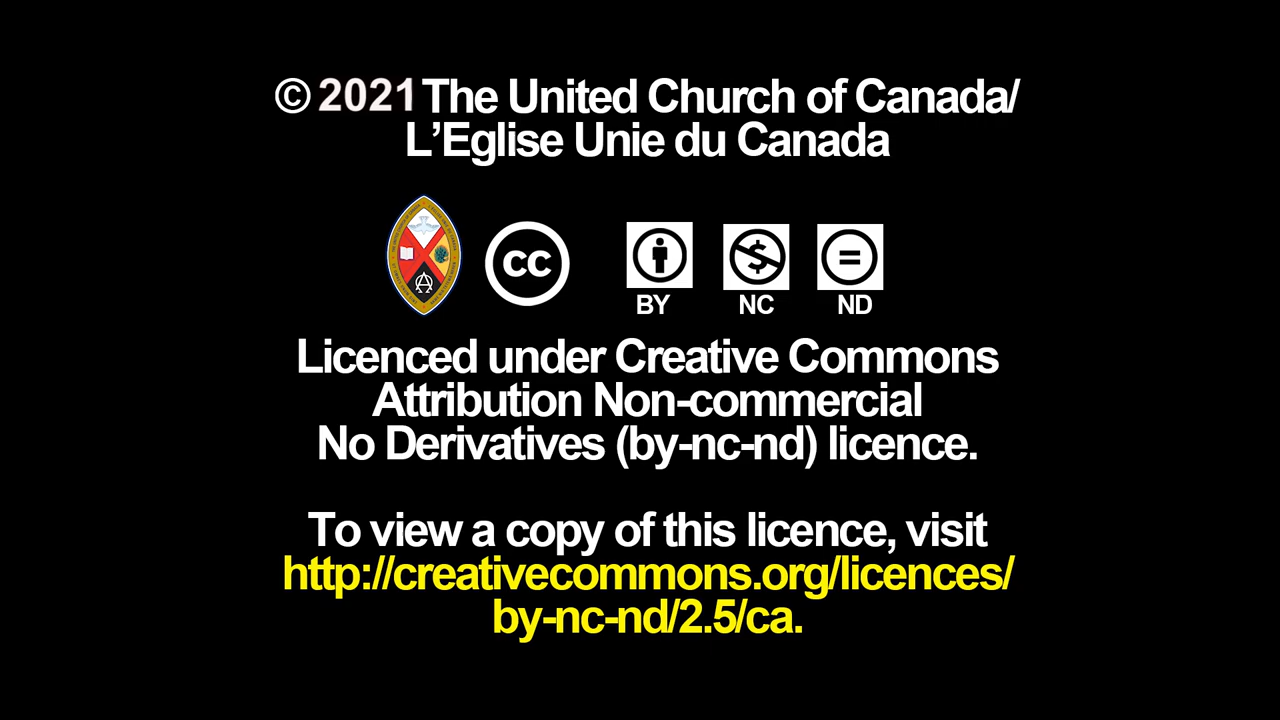 © 2021 The United Church of Canada/
L’Eglise Unie du Canada
cc
BY NC ND
Licenced under Creative Commons
Attribution Non-commercial
No Derivatives (by-nc-nd) licence.
To view a copy of this licence, visit
http://creativecommons.org/licences/
by-nc-nd/2.5/ca.